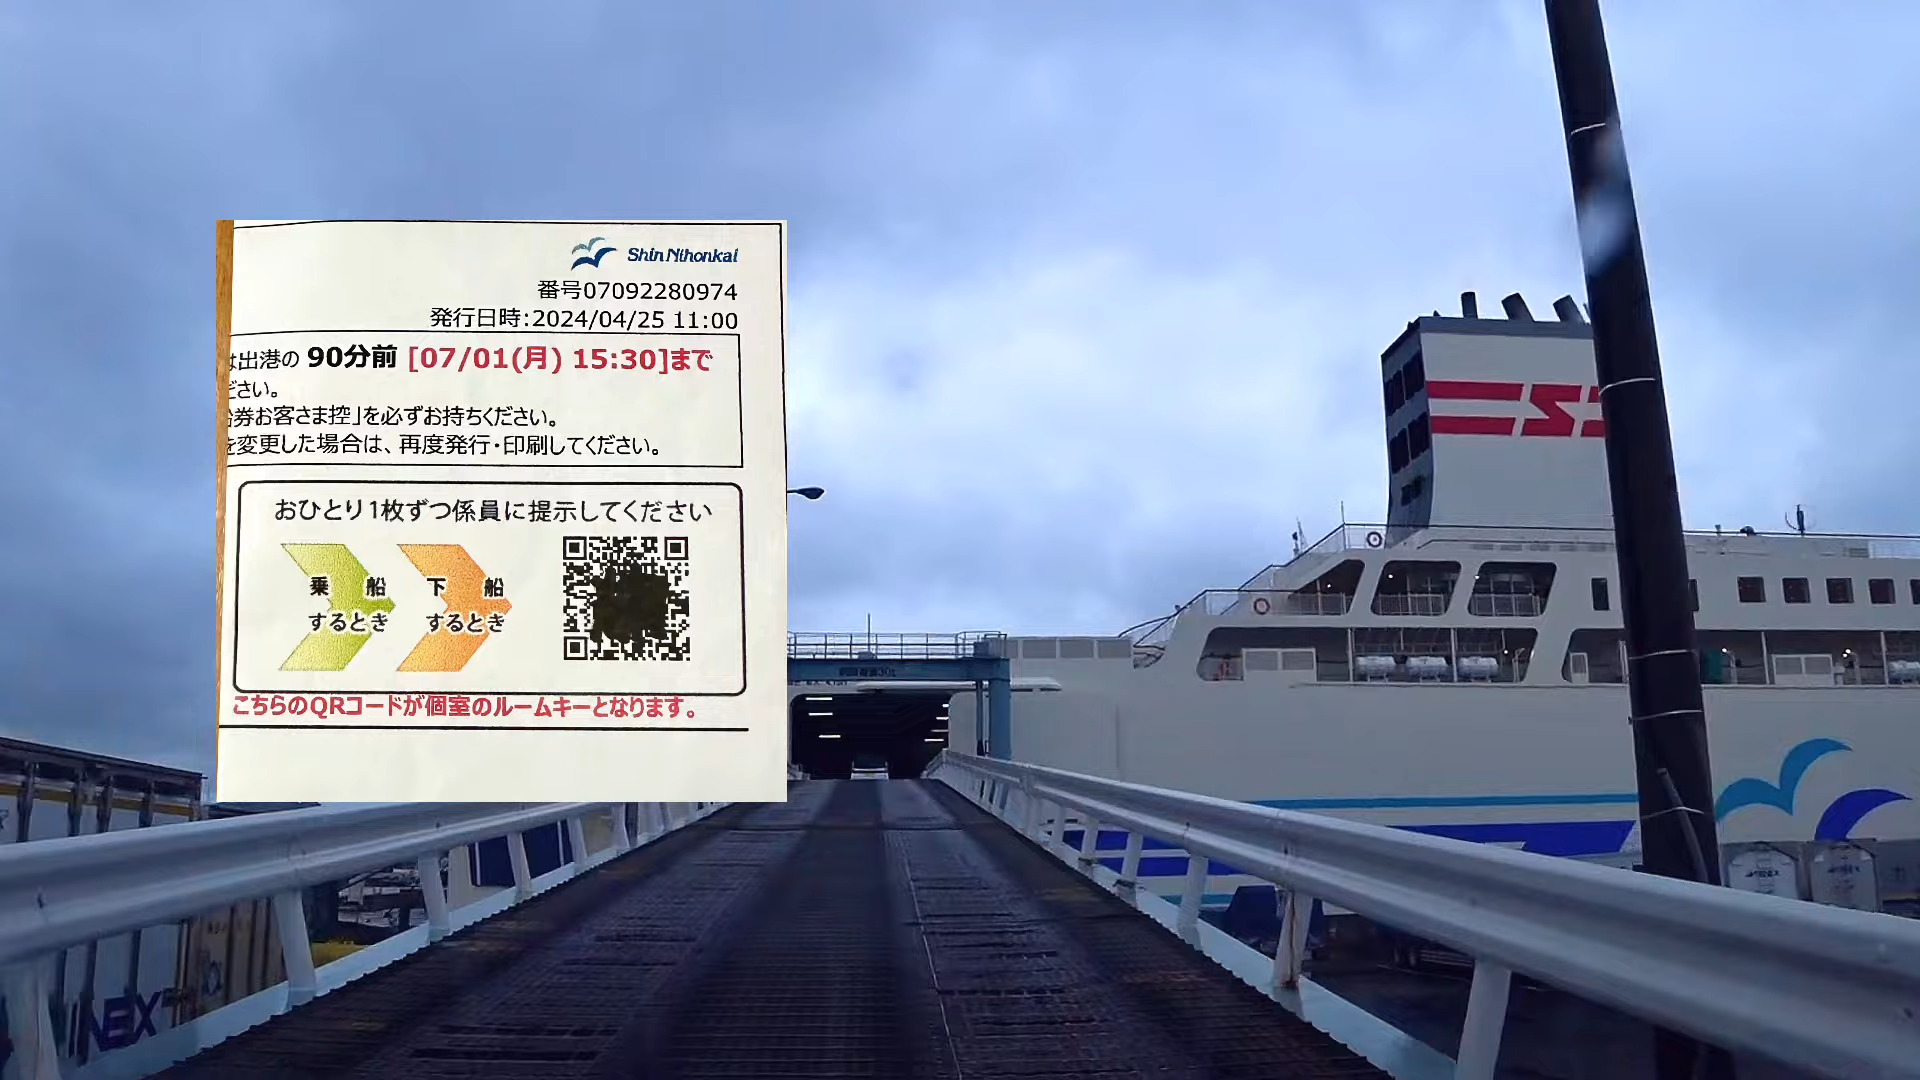 Shin Nihonkai
番号07092280974
発行日時:2024/04/25 11:00
は出港の 90分前 [07/01(月) 15:30]まで
ださい。
券お客さま控」を必ずお持ちください。
を変更した場合は、再度発行・印刷してください。
おひとり1枚ずつ係員に提示してください
乗 船
するとき
下 船
するとき
こちらのQRコードが個室のルームキーとなります。